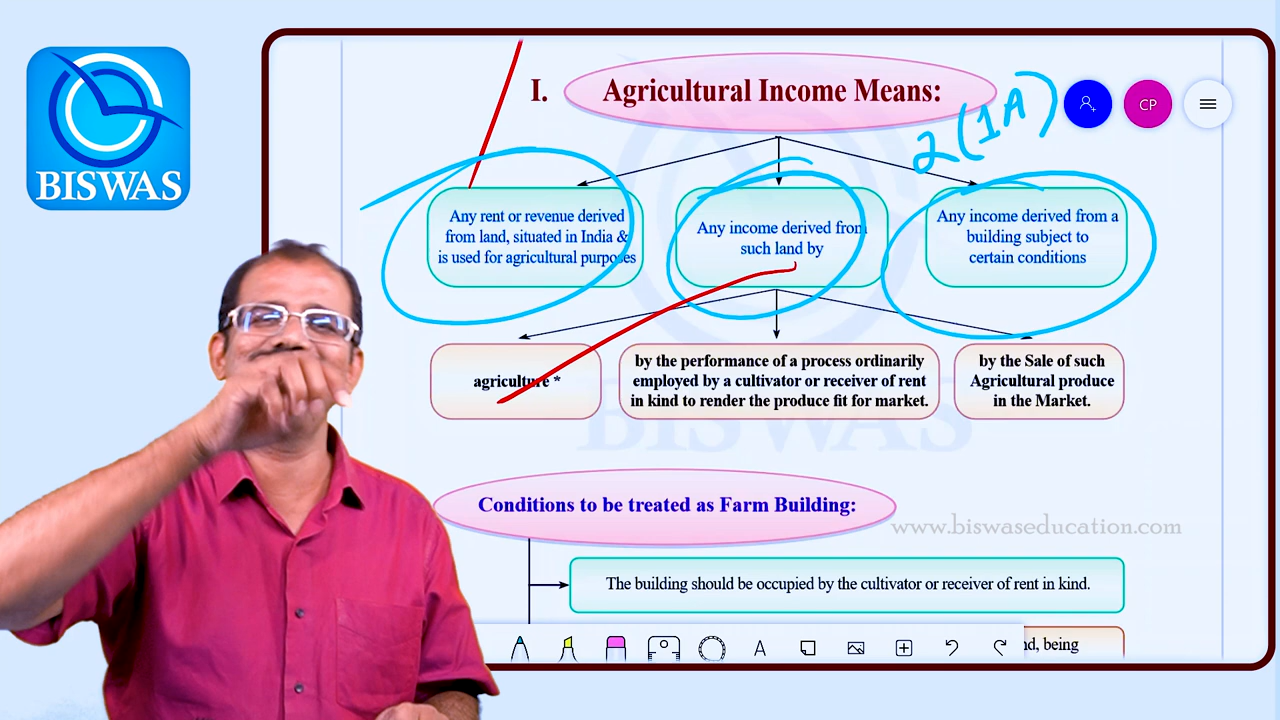 BISWAS
I. Agricultural Income Means:
2(1A)
CP
Any rent or revenue derived
from land, situated in India &
is used for agricultural purposes
Any income derived from
such land by
Any income derived from a
building subject to
certain conditions
agriculture *
by the performance of a process ordinarily
employed by a cultivator or receiver of rent
in kind to render the produce fit for market.
by the Sale of such
Agricultural produce
in the Market.
BISWAS
Conditions to be treated as Farm Building:
www.biswaseducation.com
The building should be occupied by the cultivator or receiver of rent in kind.
A
being